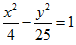 x²/4 − y²/25 = 1